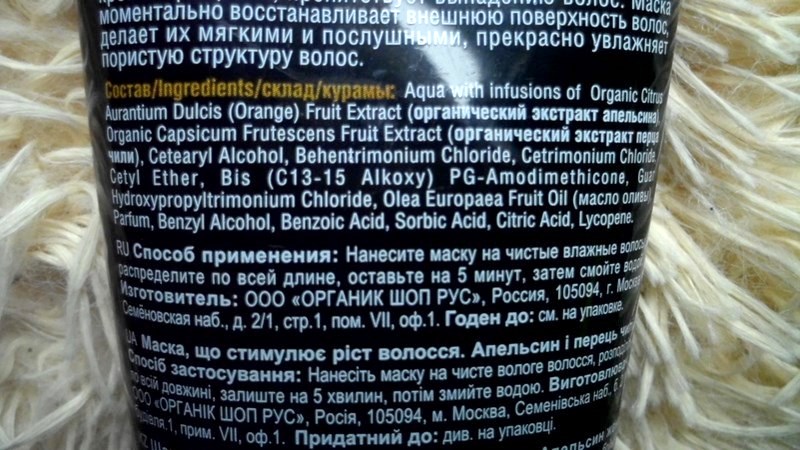 препятствует выпадению волос. Маска
моментально восстанавливает внешнюю поверхность волос,
делает их мягкими и послушными, прекрасно увлажняет
пористую структуру волос.
Состав/Ingredients/склад/курамы: Aqua with infusions of Organic Citrus
Aurantium Dulcis (Orange) Fruit Extract (органический экстракт апельсина),
Organic Capsicum Frutescens Fruit Extract (органический экстракт перца
чили), Cetearyl Alcohol, Behentrimonium Chloride, Cetrimonium Chloride,
Cetyl Ether, Bis (C13-15 Alkoxy) PG-Amodimethicone, Guar
Hydroxypropyltrimonium Chloride, Olea Europaea Fruit Oil (масло оливы),
Parfum, Benzyl Alcohol, Benzoic Acid, Sorbic Acid, Citric Acid, Lycopene.
RU Способ применения: Нанесите маску на чистые влажные волосы
распределите по всей длине, оставьте на 5 минут, затем смойте водой
Изготовитель: ООО «ОРГАНИК ШОП РУС», Россия, 105094, г. Москва
Семёновская наб., д. 2/1, стр.1, пом. VII, оф.1. Годен до: см. на упаковке.
UA Маска, що стимулює ріст волосся. Апельсин і перець
Спосіб застосування: Нанесіть маску на чисте вологе волосся,
по всій довжині, залиште на 5 хвилин, потім змийте водою.
ООО «ОРГАНІК ШОП РУС», Росія, 105094, м. Москва, Семенівська наб.,
1, прим. VII, оф.1. Придатний до: див. на упаковці.
KZ